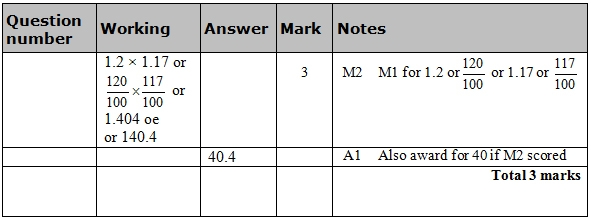 Question number Working Answer Mark Notes
1.2 × 1.17 or 3 M2 M1 for 1.2 or 120/100 or 1.17 or 117/100
120/100 × 117/100 or
1.404 oe
or 140.4
40.4 A1 Also award for 40 if M2 scored
Total 3 marks